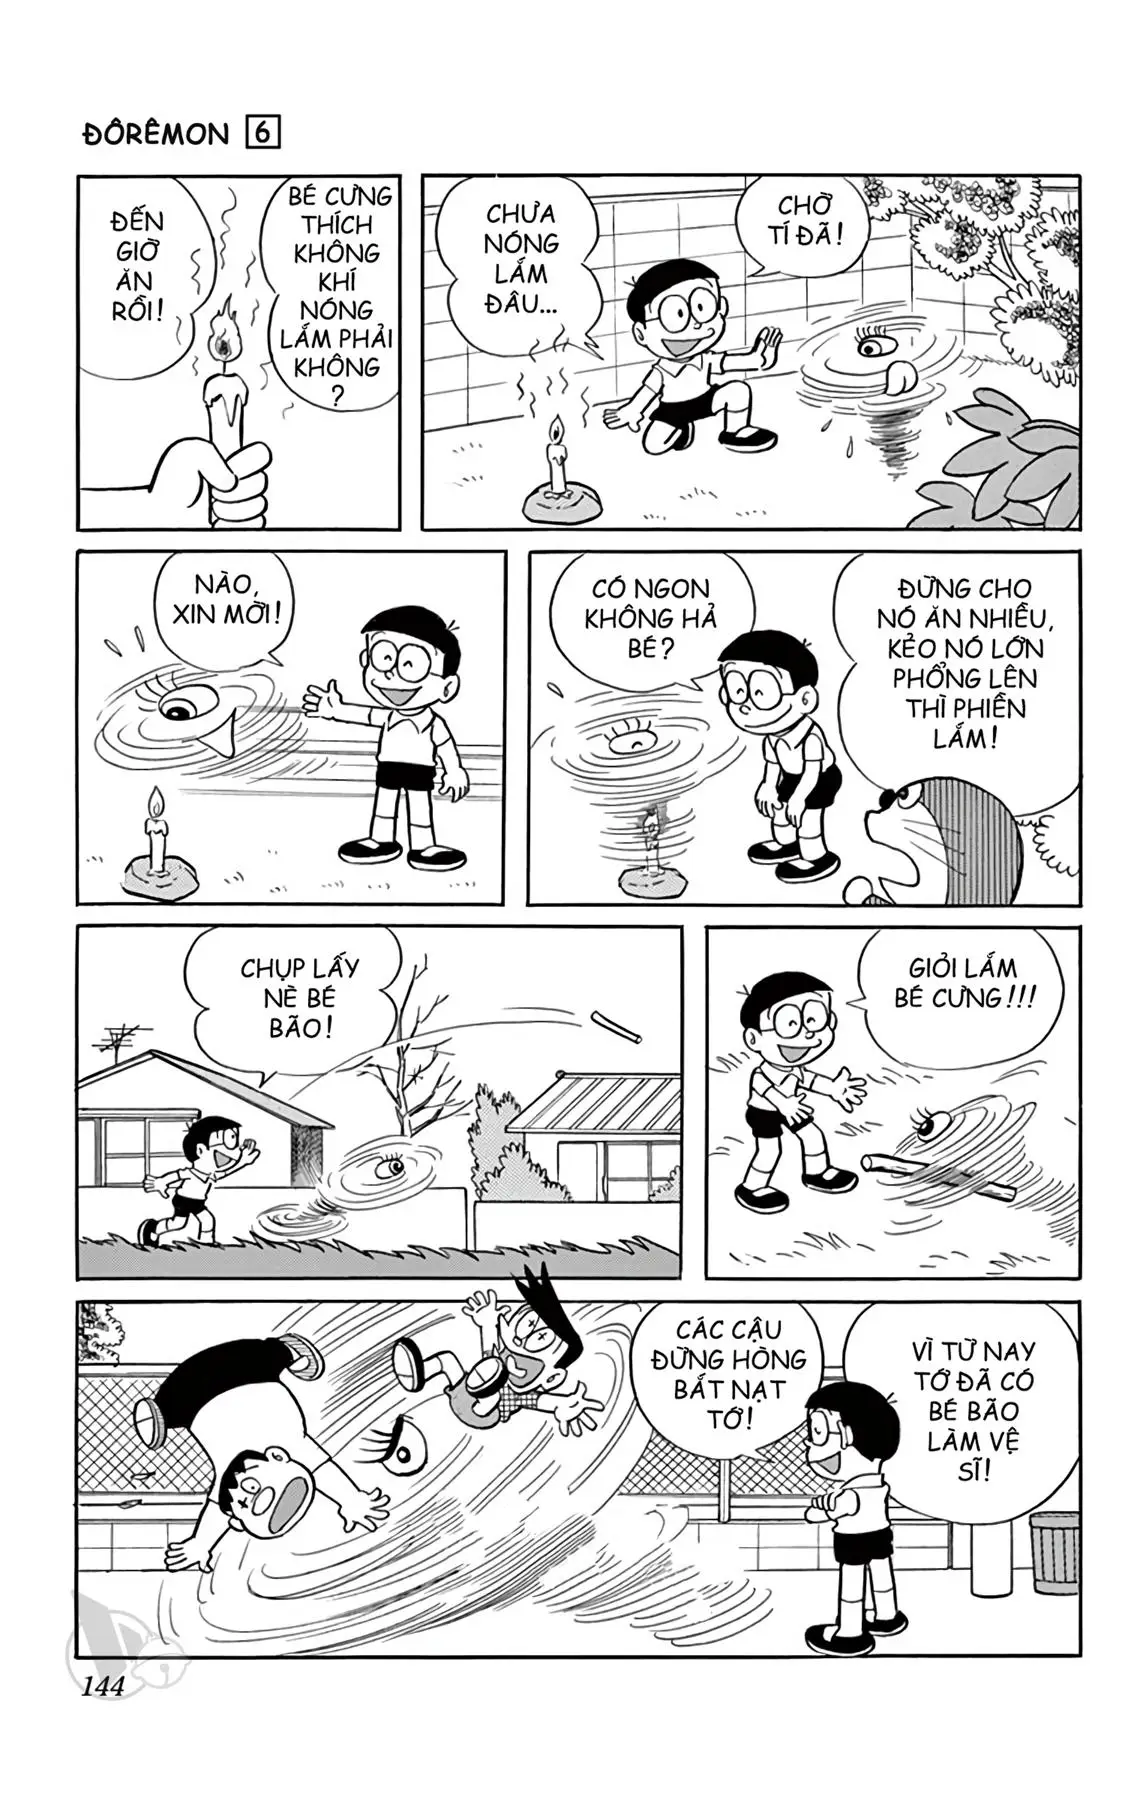 ĐÔRÊMON 6
ĐẾN
GIỜ
ĂN
RỒI!
BÉ CƯNG
THÍCH
KHÔNG
KHÍ
NÓNG
LẮM PHẢI
KHÔNG
?
CHƯA
NÓNG
LẮM
ĐÂU...
CHỜ
TÍ ĐÃ!
NÀO,
XIN MỜI!
CÓ NGON
KHÔNG HẢ
BÉ?
ĐỪNG CHO
NÓ ĂN NHIỀU,
KẺO NÓ LỚN
PHỔNG LÊN
THÌ PHIỀN
LẮM!
CHỤP LẤY
NÈ BÉ
BÃO!
GIỎI LẮM
BÉ CƯNG!!!
CÁC CẬU
ĐỪNG HÒNG
BẮT NẠT
TỚ!
VÌ TỪ NAY
TỚ ĐÃ CÓ
BÉ BÃO
LÀM VỆ
SĨ!
144